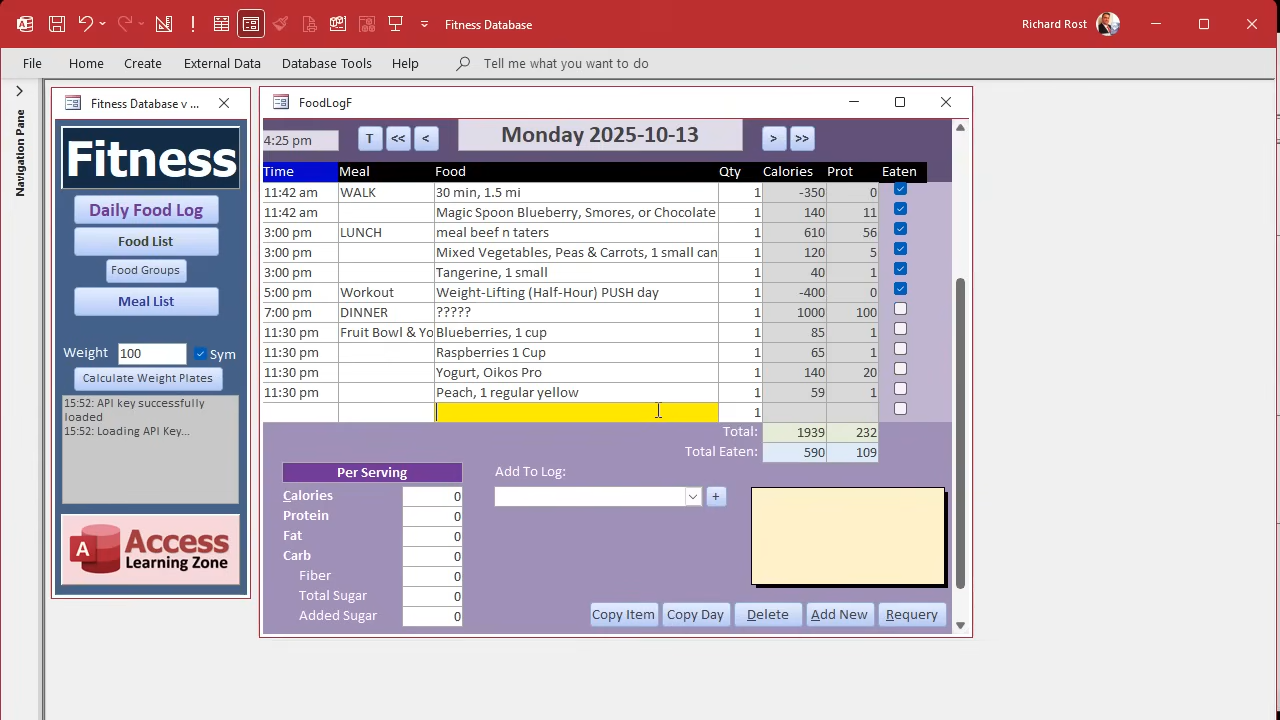 Fitness Database
Richard Rost
File Home Create External Data Database Tools Help Tell me what you want to do
Navigation Pane
Fitness Database v ...
Fitness
Daily Food Log
Food List
Food Groups
Meal List
Weight 100 Sym
Calculate Weight Plates
15:52: API key successfully
loaded
15:52: Loading API Key...
A Access
Learning Zone
FoodLogF
4:25 pm T << < Monday 2025-10-13 > >>
Time Meal Food Qty Calories Prot Eaten
11:42 am WALK 30 min, 1.5 mi 1 -350 0
11:42 am Magic Spoon Blueberry, Smores, or Chocolate 1 140 11
3:00 pm LUNCH meal beef n taters 1 610 56
3:00 pm Mixed Vegetables, Peas & Carrots, 1 small can 1 120 5
3:00 pm Tangerine, 1 small 1 40 1
5:00 pm Workout Weight-Lifting (Half-Hour) PUSH day 1 -400 0
7:00 pm DINNER ????? 1 1000 100
11:30 pm Fruit Bowl & Yo Blueberries, 1 cup 1 85 1
11:30 pm Raspberries 1 Cup 1 65 1
11:30 pm Yogurt, Oikos Pro 1 140 20
11:30 pm Peach, 1 regular yellow 1 59 1
1
Total: 1939 232
Total Eaten: 590 109
Per Serving
Calories 0
Protein 0
Fat 0
Carb 0
Fiber 0
Total Sugar 0
Added Sugar 0
Add To Log:
+
Copy Item Copy Day Delete Add New Requery